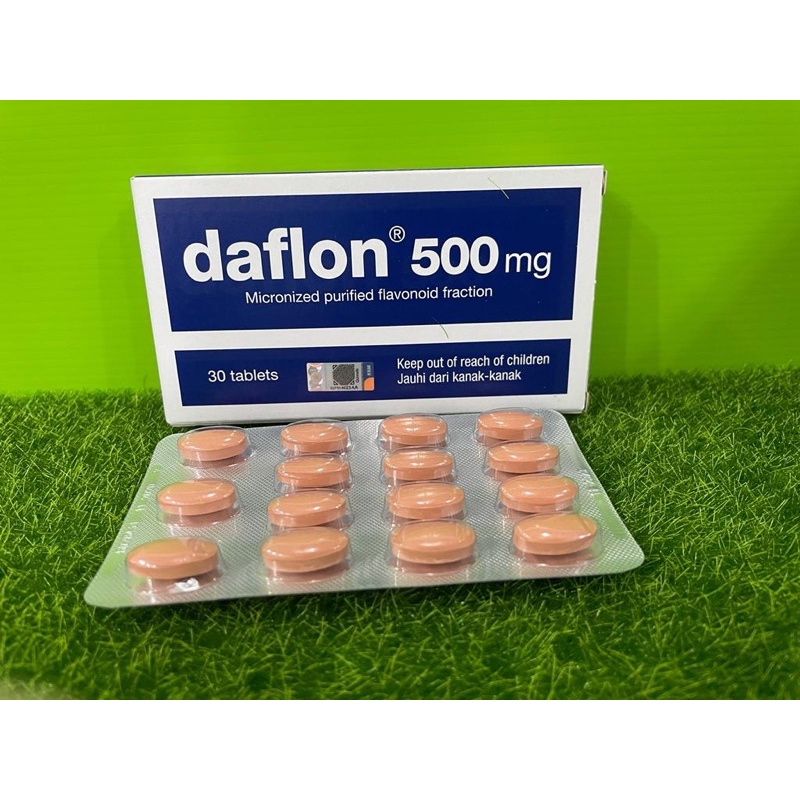 daflon® 500 mg
Micronized purified flavonoid fraction
30 tablets
Keep out of reach of children
Jauhi dari kanak-kanak